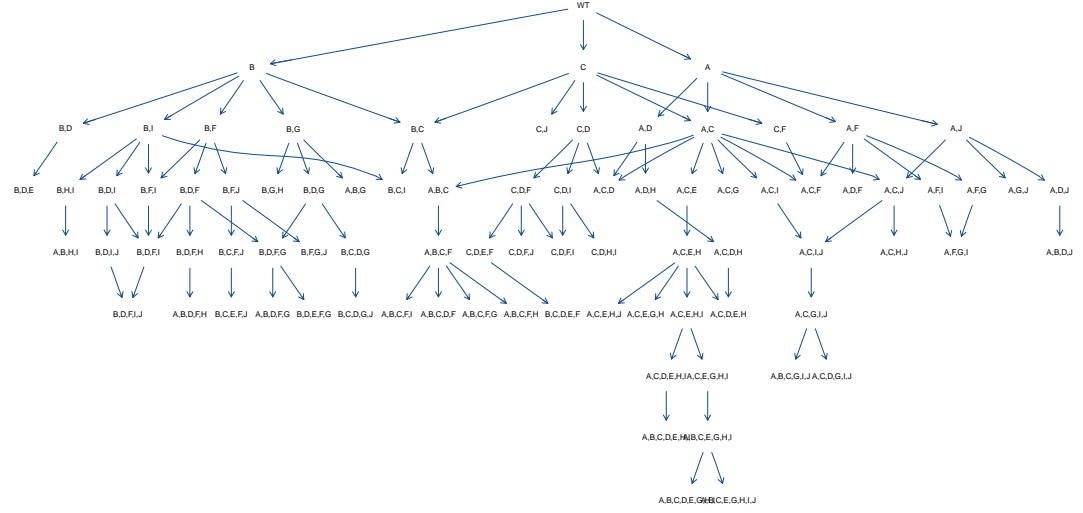 WT
B C A
B,D B,I B,F B,G B,C C,J C,D A,D A,C C,F A,F A,J
B,D,E B,H,I B,D,I B,F,I B,D,F B,F,J B,G,H B,D,G A,B,G B,C,I A,B,C C,D,F C,D,I A,C,D A,D,H A,C,E A,C,G A,C,I A,C,F A,D,F A,C,J A,F,I A,F,G A,G,J A,D,J
A,B,H,I B,D,I,J B,D,F,I B,D,F,H B,C,F,J B,D,F,G B,F,G,J B,C,D,G A,B,C,F C,D,E,F C,D,F,J C,D,F,I C,D,H,I A,C,E,H A,C,D,H A,C,I,J A,C,H,J A,F,G,I A,B,D,J
B,D,F,I,J A,B,D,F,H B,C,E,F,J A,B,D,F,G B,D,E,F,G B,C,D,G,J A,B,C,F,I A,B,C,D,F A,B,C,F,G A,B,C,F,H B,C,D,E,F A,C,E,H,J A,C,E,G,H A,C,E,H,I A,C,D,E,H A,C,G,I,J
A,C,D,E,H,I A,C,E,G,H,I A,B,C,G,I,J A,C,D,G,I,J
A,B,C,D,E,H,I A,B,C,E,G,H,I
A,B,C,E,G,H,I,J